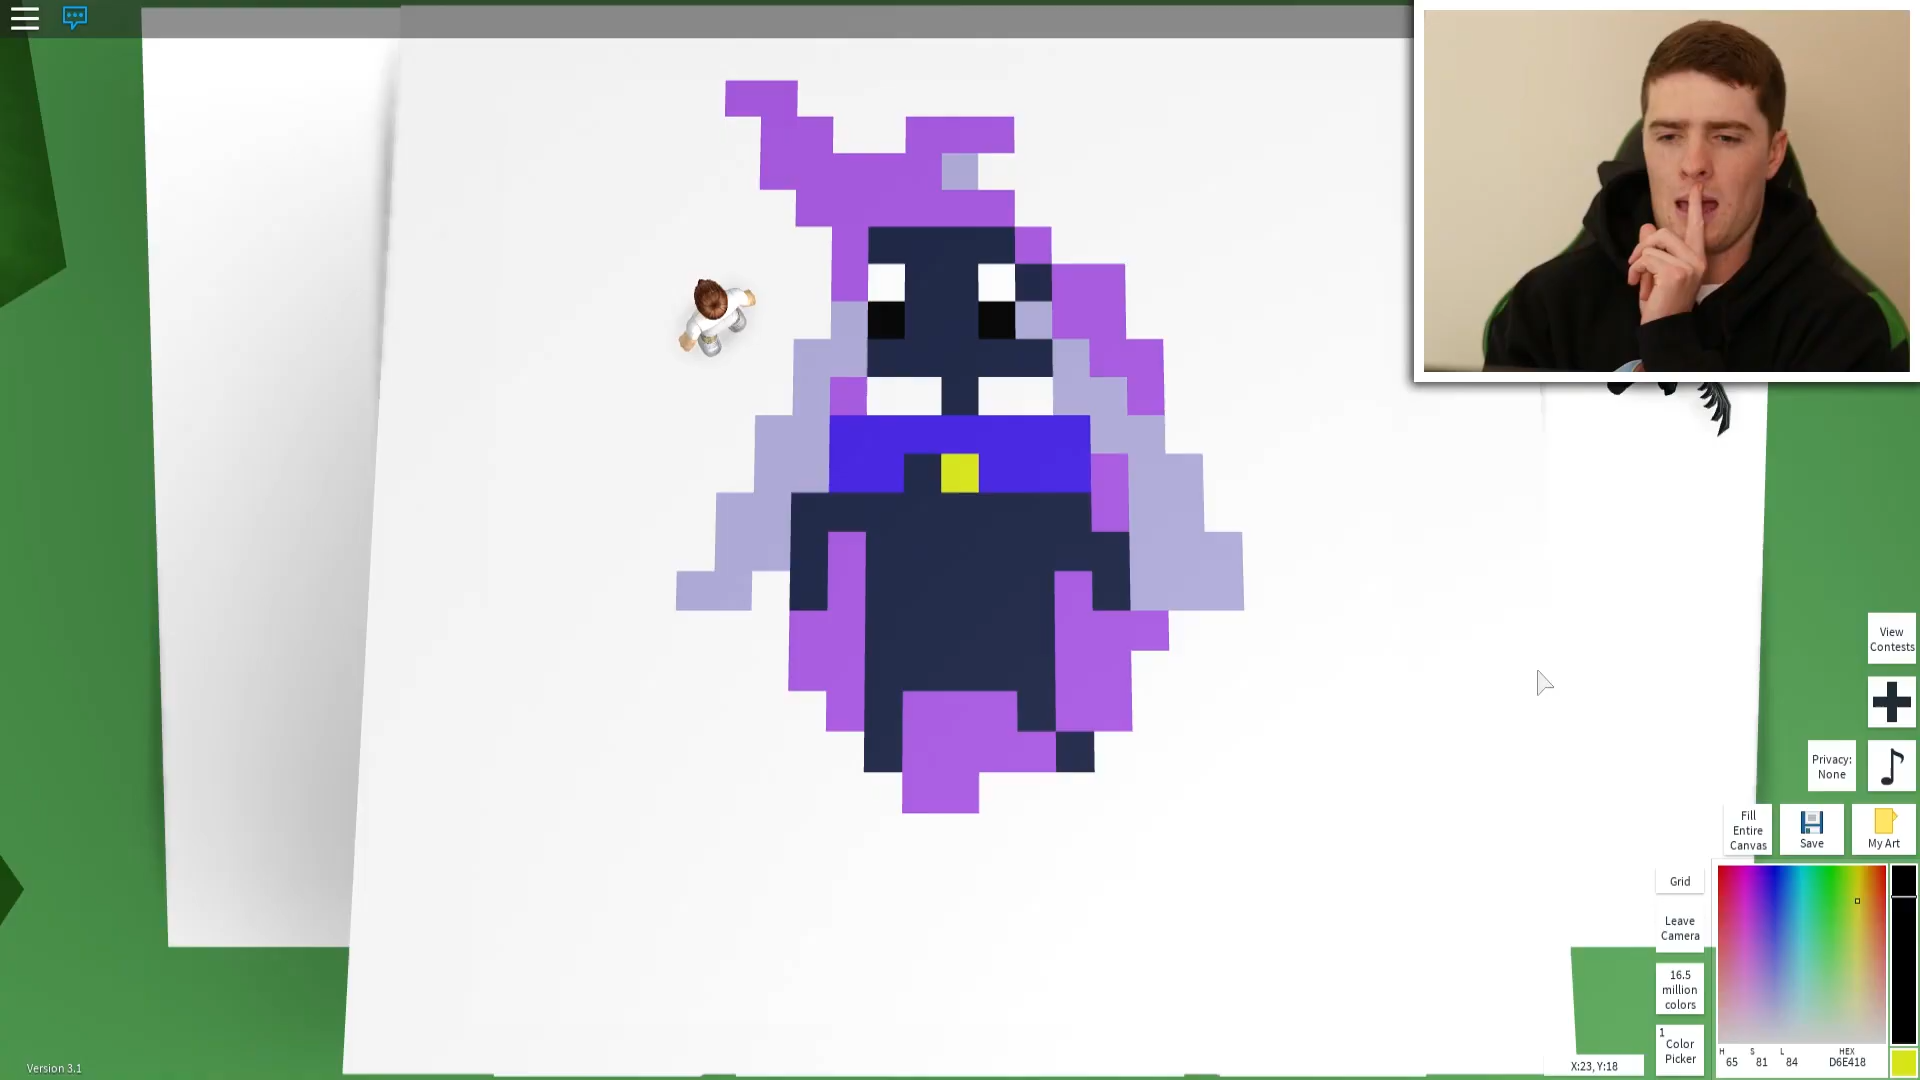 View
Contests
Privacy:
None
Fill
Entire
Canvas
Save
My Art
Grid
Leave
Camera
16.5
million
colors
1
Color
Picker
H S L HEX
65 81 84 D6E418
X:23, Y:18
Version 3.1